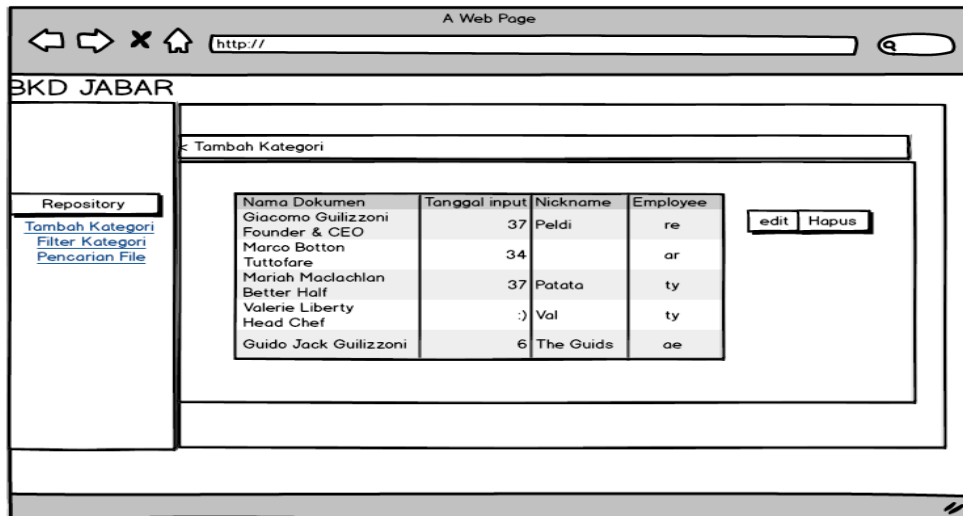 A Web Page
http://
BKD JABAR
< Tambah Kategori
Repository
Tambah Kategori
Filter Kategori
Pencarian File
Nama Dokumen Tanggal input Nickname Employee
Giacomo Guilizzoni
Founder & CEO 37 Peldi re
Marco Botton
Tuttofare 34 ar
Mariah Maclachlan
Better Half 37 Patata ty
Valerie Liberty
Head Chef :) Val ty
Guido Jack Guilizzoni 6 The Guids ae
edit Hapus